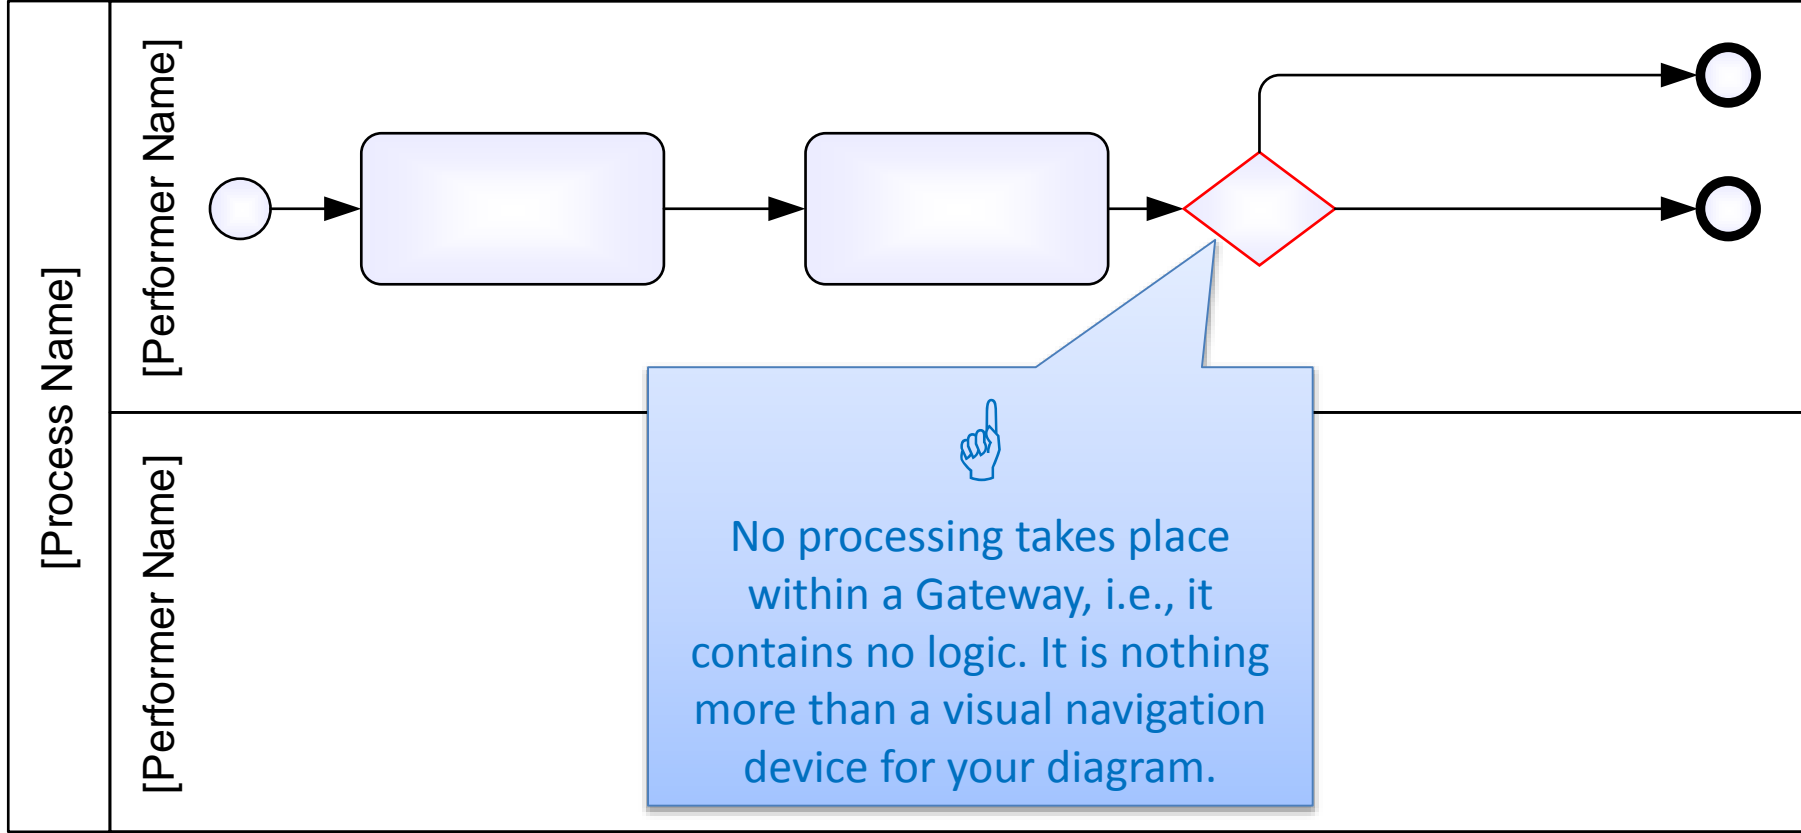 [Process Name]
[Performer Name]
[Performer Name]
No processing takes place
within a Gateway, i.e., it
contains no logic. It is nothing
more than a visual navigation
device for your diagram.